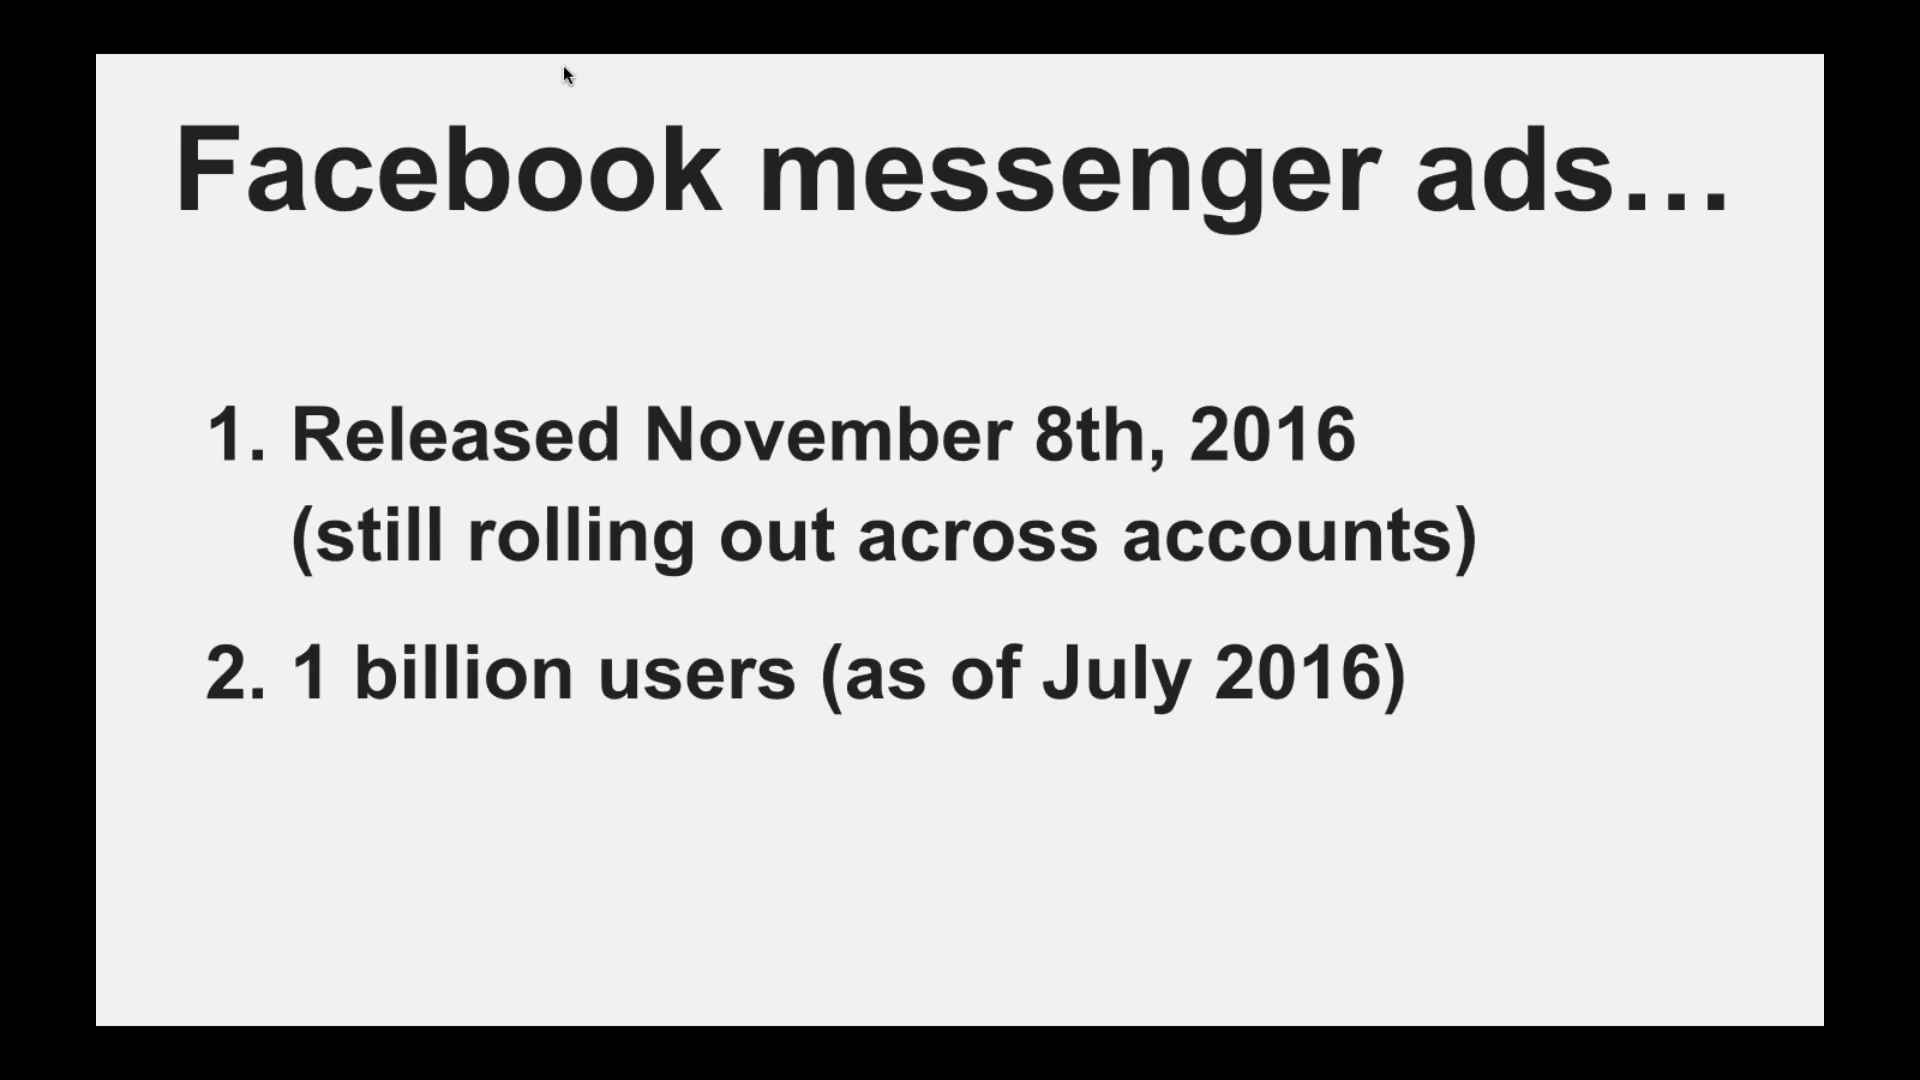 Facebook messenger ads…
1. Released November 8th, 2016
(still rolling out across accounts)
2. 1 billion users (as of July 2016)